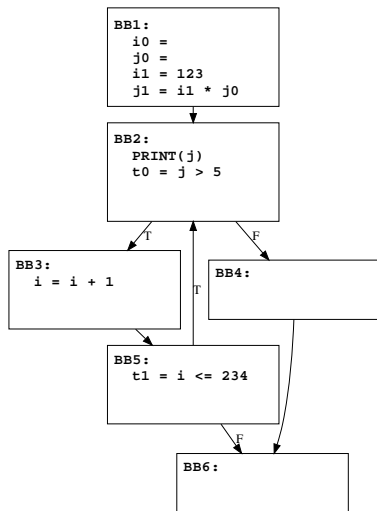 BB1:
i0 =
j0 =
i1 = 123
j1 = i1 * j0
BB2:
PRINT(j)
t0 = j > 5
T
F
BB3:
i = i + 1
T
BB4:
BB5:
t1 = i <= 234
F
BB6: